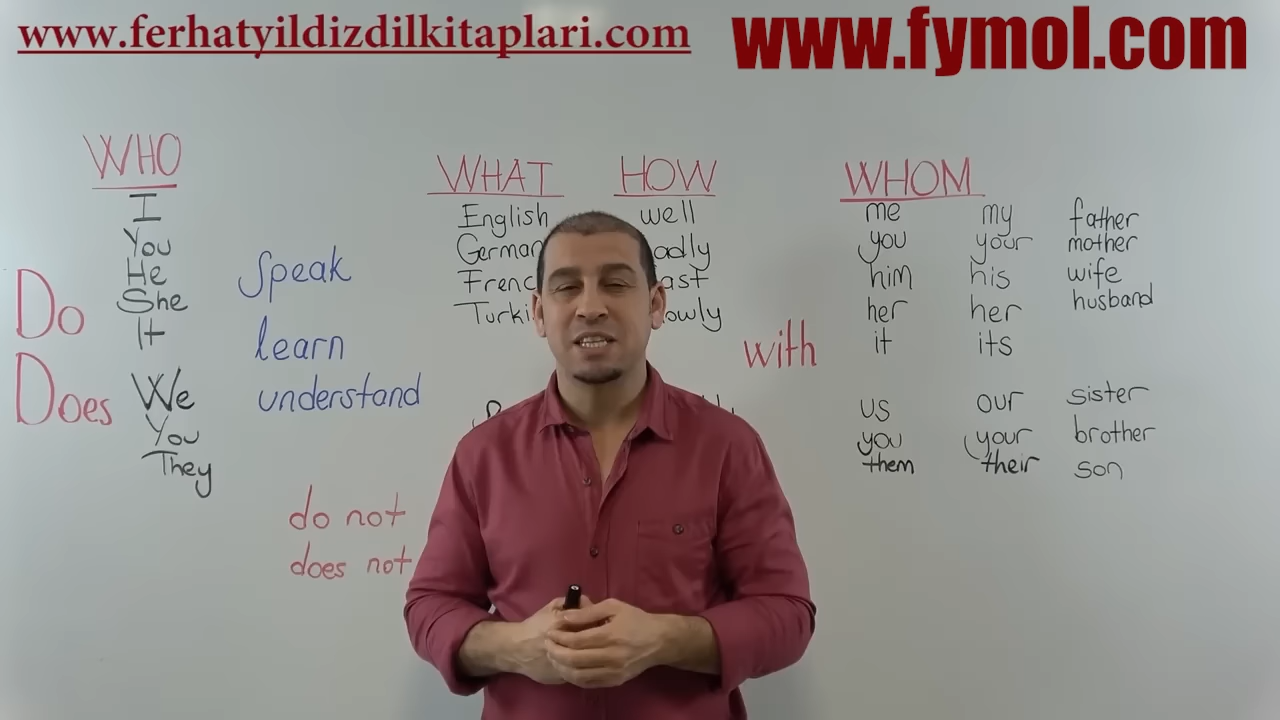 www.ferhatyildizdilkitaplari.com
www.fymol.com
WHO
I
You
He
She
It
We
You
They
Do
Does
Speak
learn
understand
do not
does not
WHAT
English
HOW
well
with
WHOM
me
you
him
her
it
us
you
them
my
your
his
her
its
our
your
their
father
mother
wife
husband
sister
brother
son